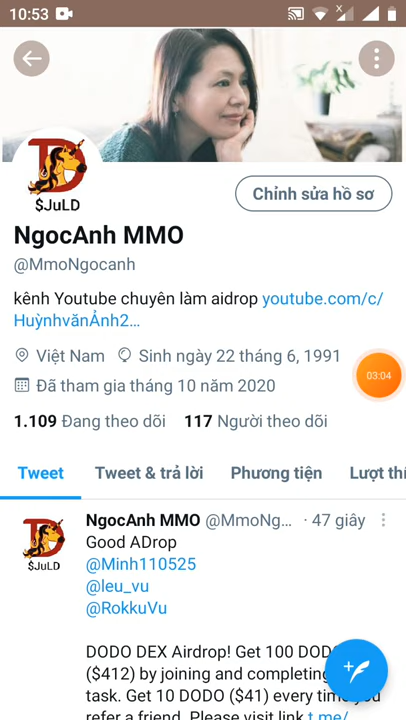 10:53
$JuLD
Chỉnh sửa hồ sơ
NgocAnh MMO
@MmoNgocanh
kênh Youtube chuyên làm aidrop youtube.com/c/
HuỳnhvănẢnh2…
Việt Nam Sinh ngày 22 tháng 6, 1991
Đã tham gia tháng 10 năm 2020
03:04
1.109 Đang theo dõi 117 Người theo dõi
Tweet Tweet & trả lời Phương tiện Lượt thí
NgocAnh MMO @MmoNg… · 47 giây
$JuLD
Good ADrop
@Minh110525
@leu_vu
@RokkuVu
DODO DEX Airdrop! Get 100 DOD
($412) by joining and completing
task. Get 10 DODO ($41) every time you
refer a friend. Please visit link t.me/